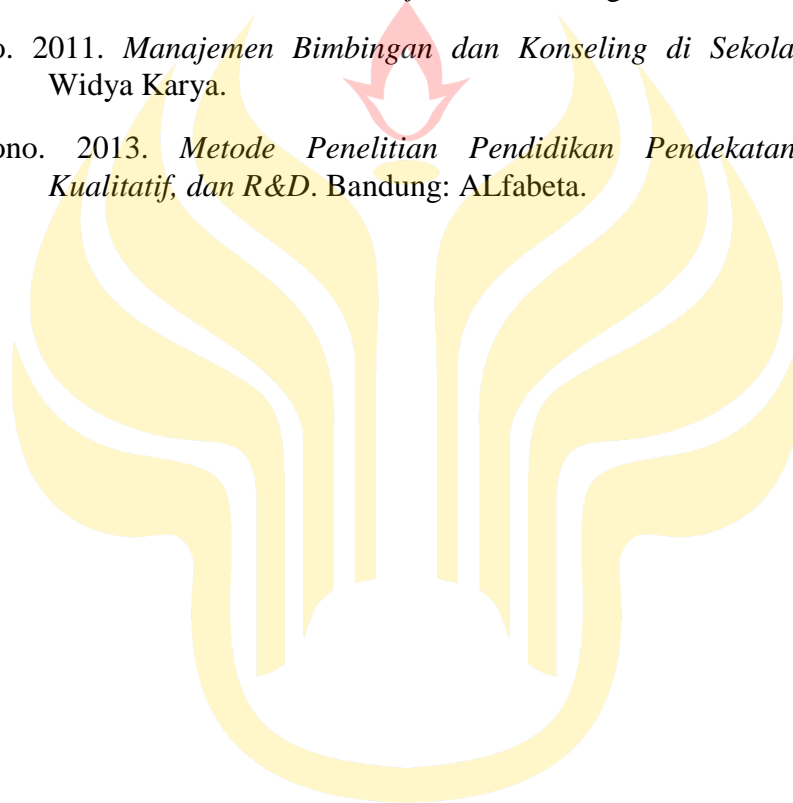 o. 2011. Manajemen Bimbingan dan Konseling di Sekola
Widya Karya.
ono. 2013. Metode Penelitian Pendidikan Pendekatan
Kualitatif, dan R&D. Bandung: ALfabeta.